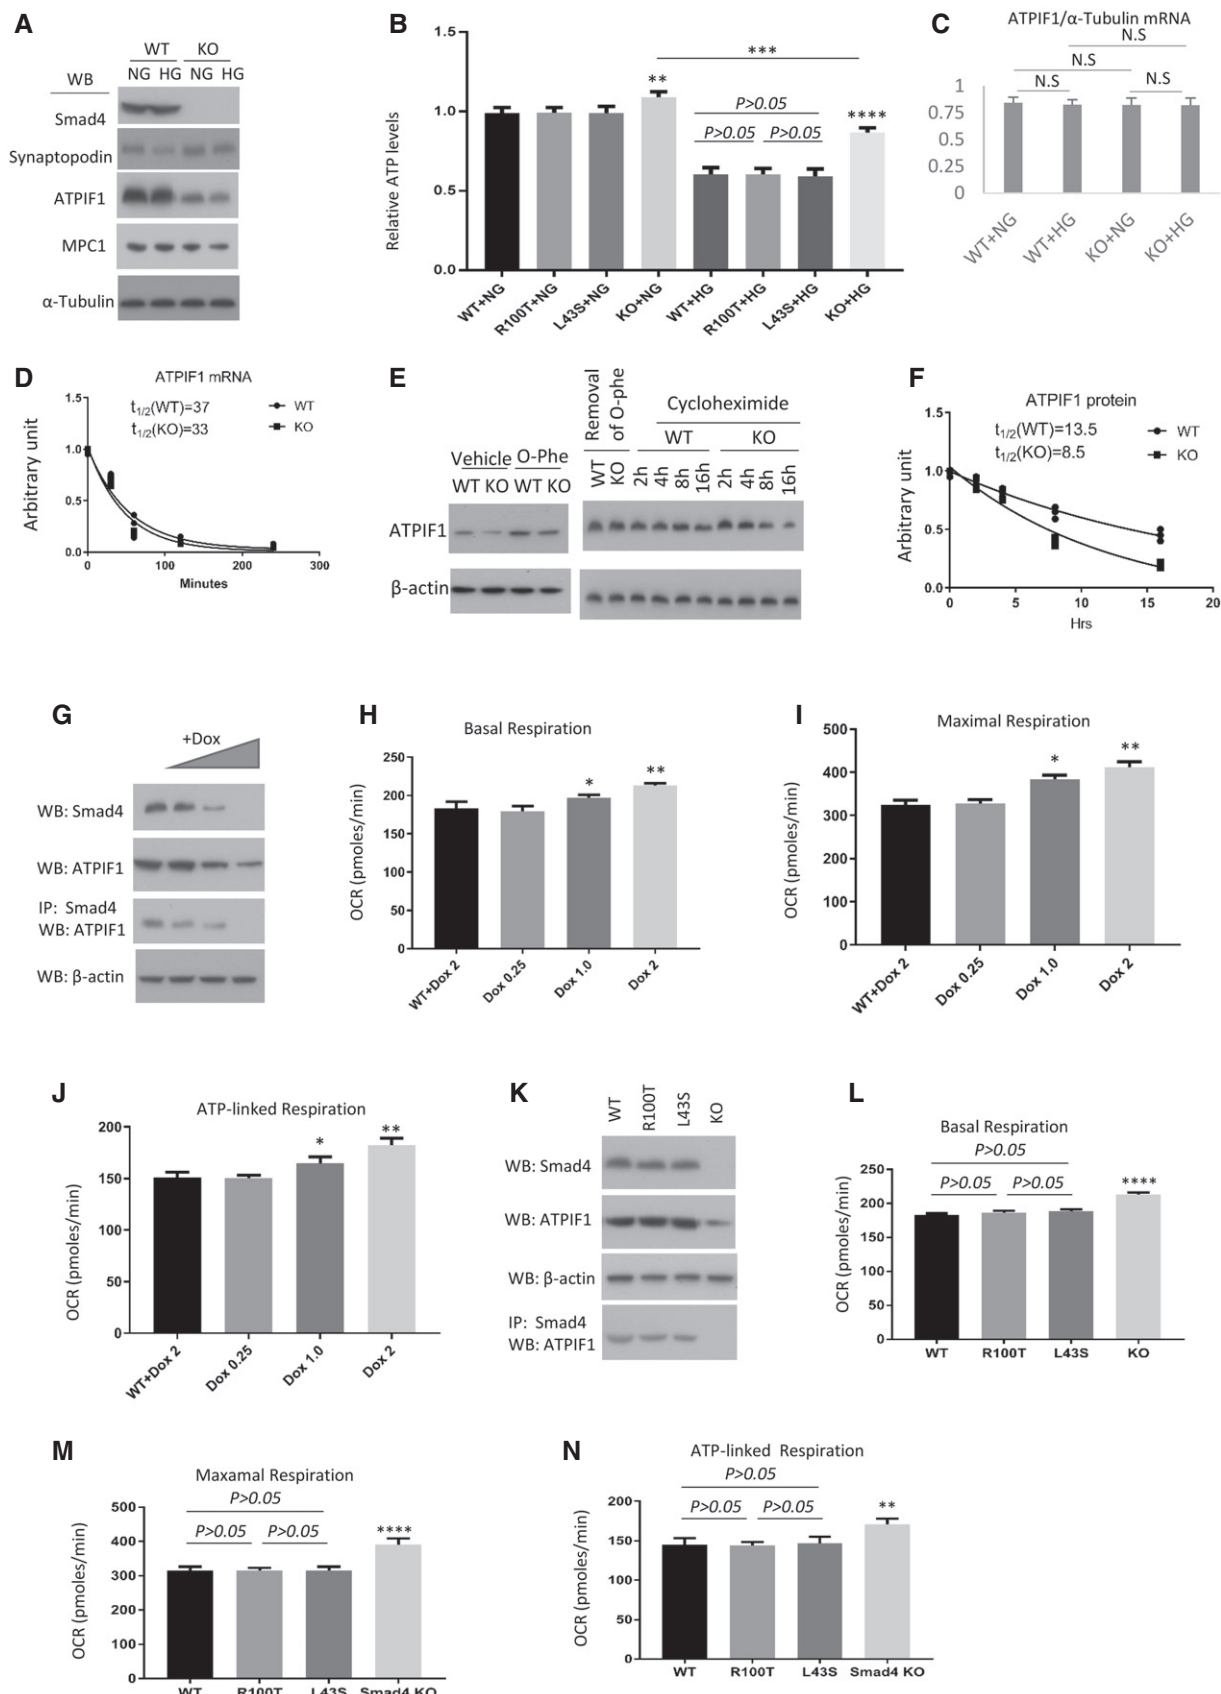 A
WT KO
WB NG HG NG HG
Smad4
Synaptopodin
ATPIF1
MPC1
α-Tubulin
B
Relative ATP levels
1.5
1.0
0.5
0.0
**
***
P>0.05
P>0.05 P>0.05
****
WT+NG
R100T+NG
L43S+NG
KO+NG
WT+HG
R100T+HG
L43S+HG
KO+HG
C
ATPIF1/α-Tubulin mRNA
N.S
N.S
N.S N.S
1
0.75
0.5
0.25
0
WT+NG
WT+HG
KO+NG
KO+HG
D
ATPIF1 mRNA
t1/2(WT)=37
t1/2(KO)=33
WT
KO
Arbitrary unit
1.5
1.0
0.5
0.0
0 100 200 300
Minutes
E
Removal
of O-phe
Cycloheximide
WT KO
Vehicle O-Phe
WT KO WT KO
WT KO 2h 4h 8h 16h 2h 4h 8h 16h
ATPIF1
β-actin
F
ATPIF1 protein
t1/2(WT)=13.5
t1/2(KO)=8.5
WT
KO
Arbitrary unit
1.5
1.0
0.5
0.0
0 5 10 15 20
Hrs
G
+Dox
WB: Smad4
WB: ATPIF1
IP: Smad4
WB: ATPIF1
WB: β-actin
H
Basal Respiration
OCR (pmoles/min)
250
200
150
100
50
0
* **
WT+Dox 2
Dox 0.25
Dox 1.0
Dox 2
I
Maximal Respiration
OCR (pmoles/min)
500
400
300
200
100
0
* **
WT+Dox 2
Dox 0.25
Dox 1.0
Dox 2
J
ATP-linked Respiration
OCR (pmoles/min)
200
150
100
50
0
* **
WT+Dox 2
Dox 0.25
Dox 1.0
Dox 2
K
WT R100T L43S KO
WB: Smad4
WB: ATPIF1
WB: β-actin
IP: Smad4
WB: ATPIF1
L
Basal Respiration
P>0.05
P>0.05 P>0.05 ****
OCR (pmoles/min)
250
200
150
100
50
0
WT R100T L43S KO
M
Maxamal Respiration
P>0.05
P>0.05 P>0.05 ****
OCR (pmoles/min)
500
400
300
200
100
0
WT R100T L43S Smad4 KO
N
ATP-linked Respiration
P>0.05
P>0.05 P>0.05 **
OCR (pmoles/min)
200
150
100
50
0
WT R100T L43S Smad4 KO